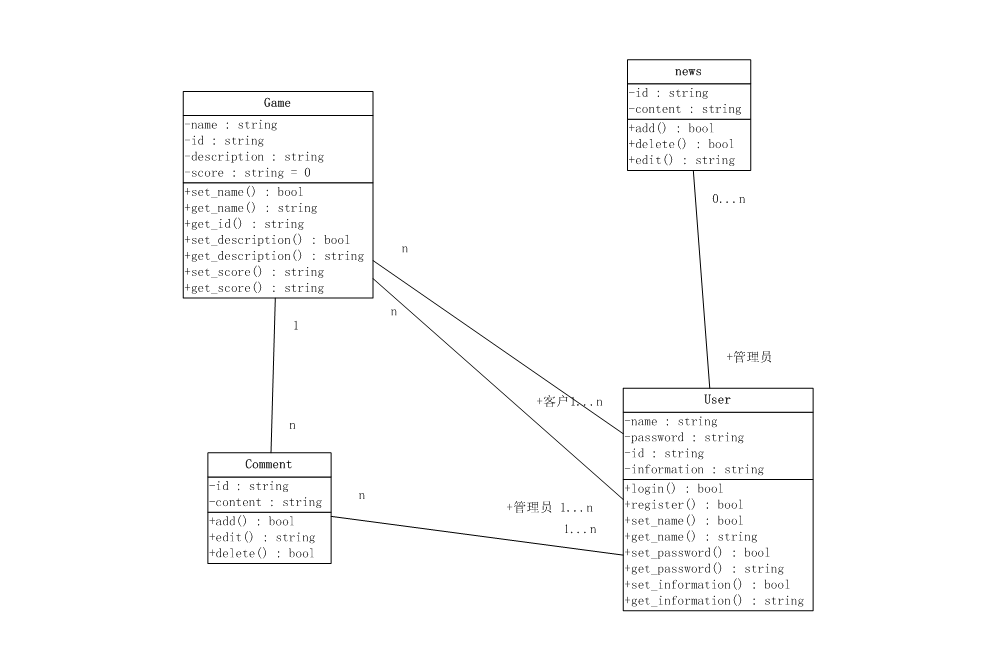 Game
-name : string
-id : string
-description : string
-score : string = 0
+set_name() : bool
+get_name() : string
+get_id() : string
+set_description() : bool
+get_description() : string
+set_score() : string
+get_score() : string
news
-id : string
-content : string
+add() : bool
+delete() : bool
+edit() : string
0...n
+管理员
n
n
1
n
+客户1...n
Comment
-id : string
-content : string
+add() : bool
+edit() : string
+delete() : bool
n
+管理员 1...n
1...n
User
-name : string
-password : string
-id : string
-information : string
+login() : bool
+register() : bool
+set_name() : bool
+get_name() : string
+set_password() : bool
+get_password() : string
+set_information() : bool
+get_information() : string